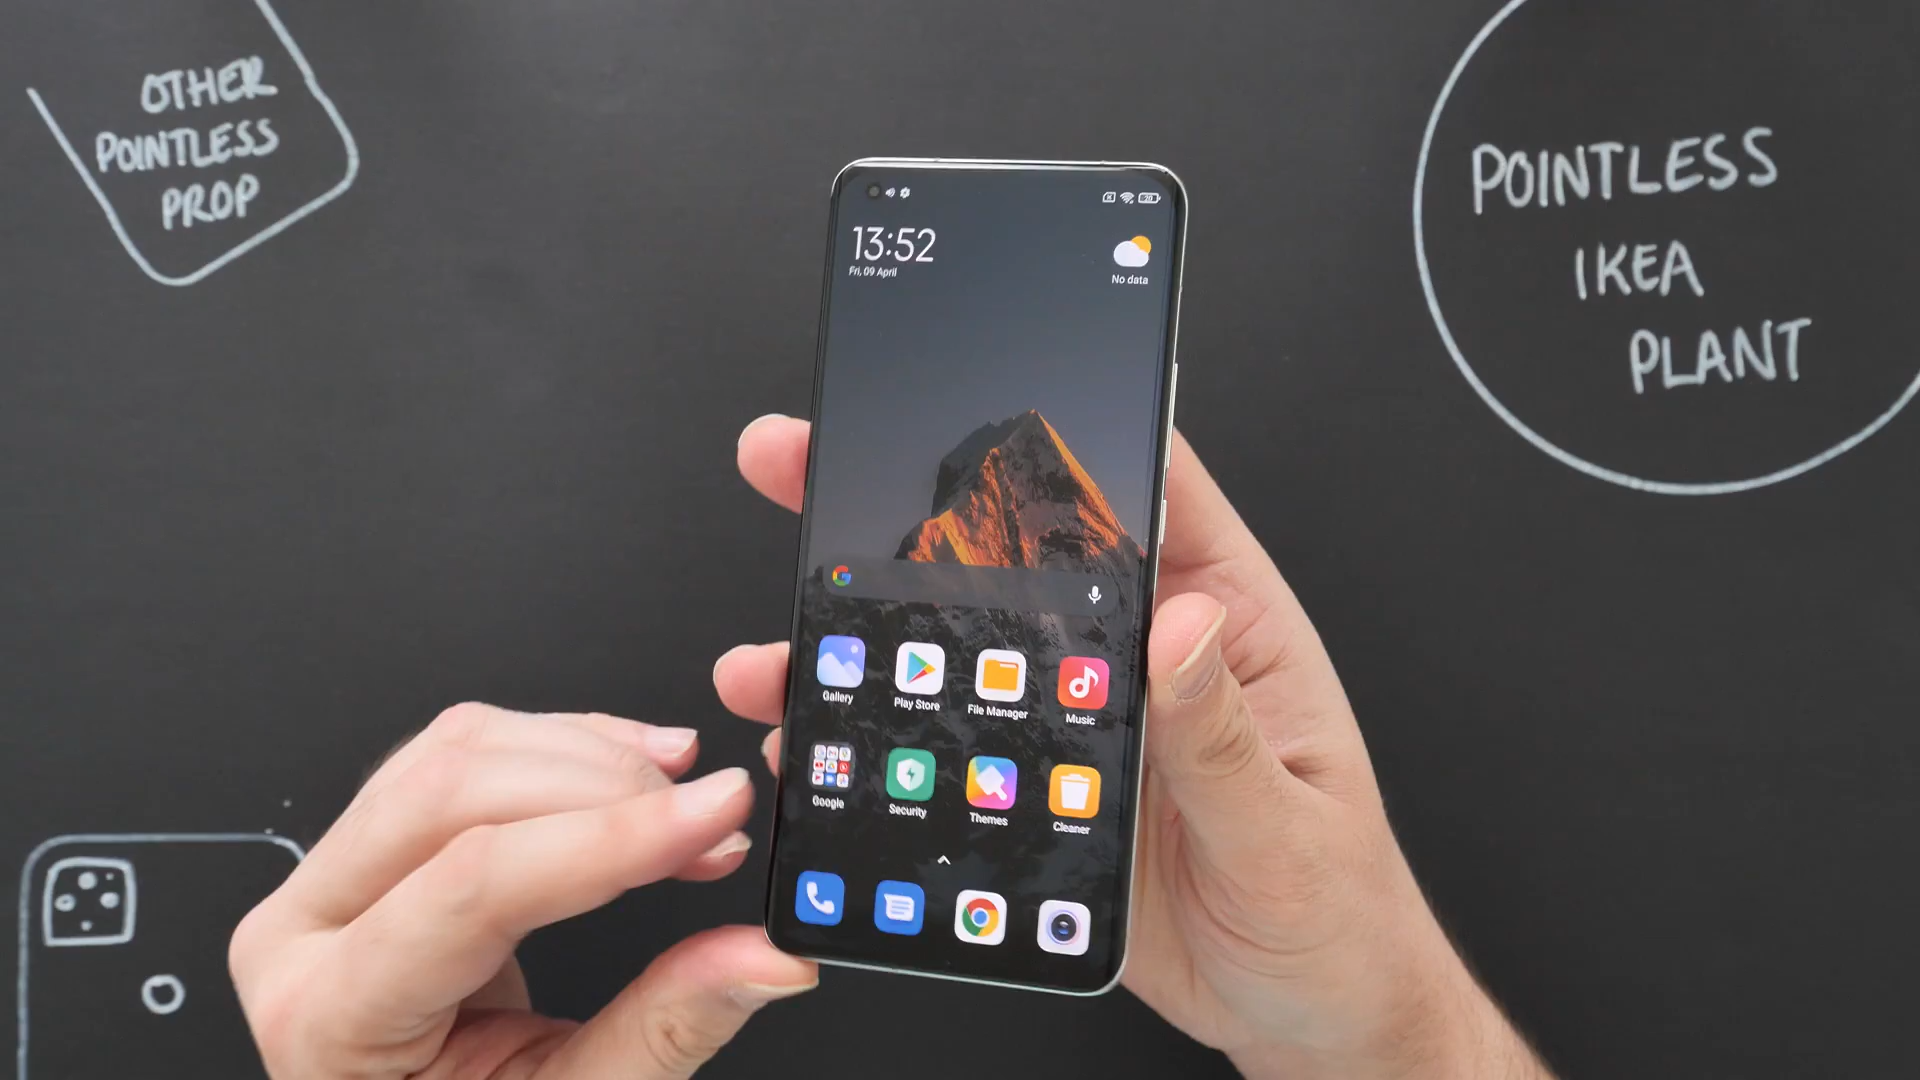 OTHER
POINTLESS
PROP
POINTLESS
IKEA
PLANT
20
13:52
Fri, 09 April
No data
Gallery
Play Store
File Manager
Music
Google
Security
Themes
Cleaner